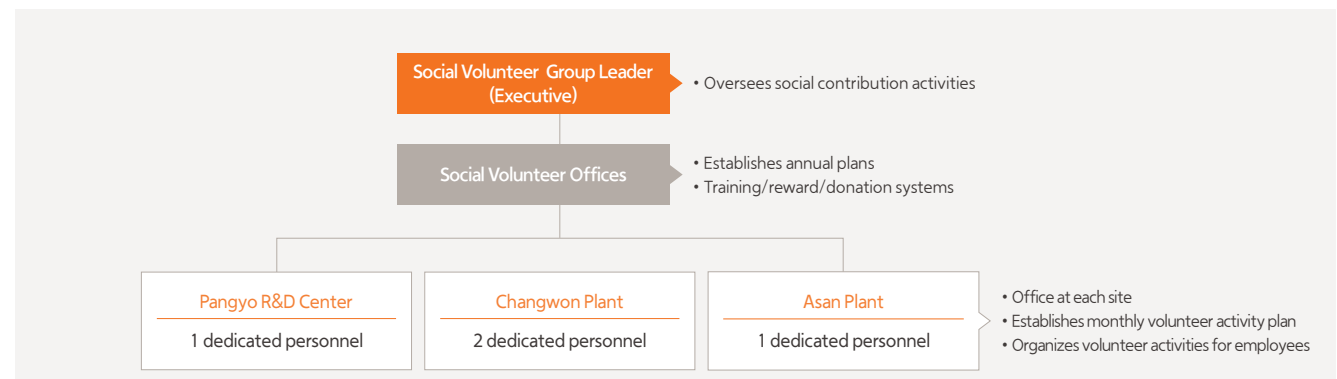 Social Volunteer Group Leader
(Executive)
• Oversees social contribution activities
Social Volunteer Offices
• Establishes annual plans
• Training/reward/donation systems
Pangyo R&D Center
1 dedicated personnel
Changwon Plant
2 dedicated personnel
Asan Plant
1 dedicated personnel
• Office at each site
• Establishes monthly volunteer activity plan
• Organizes volunteer activities for employees